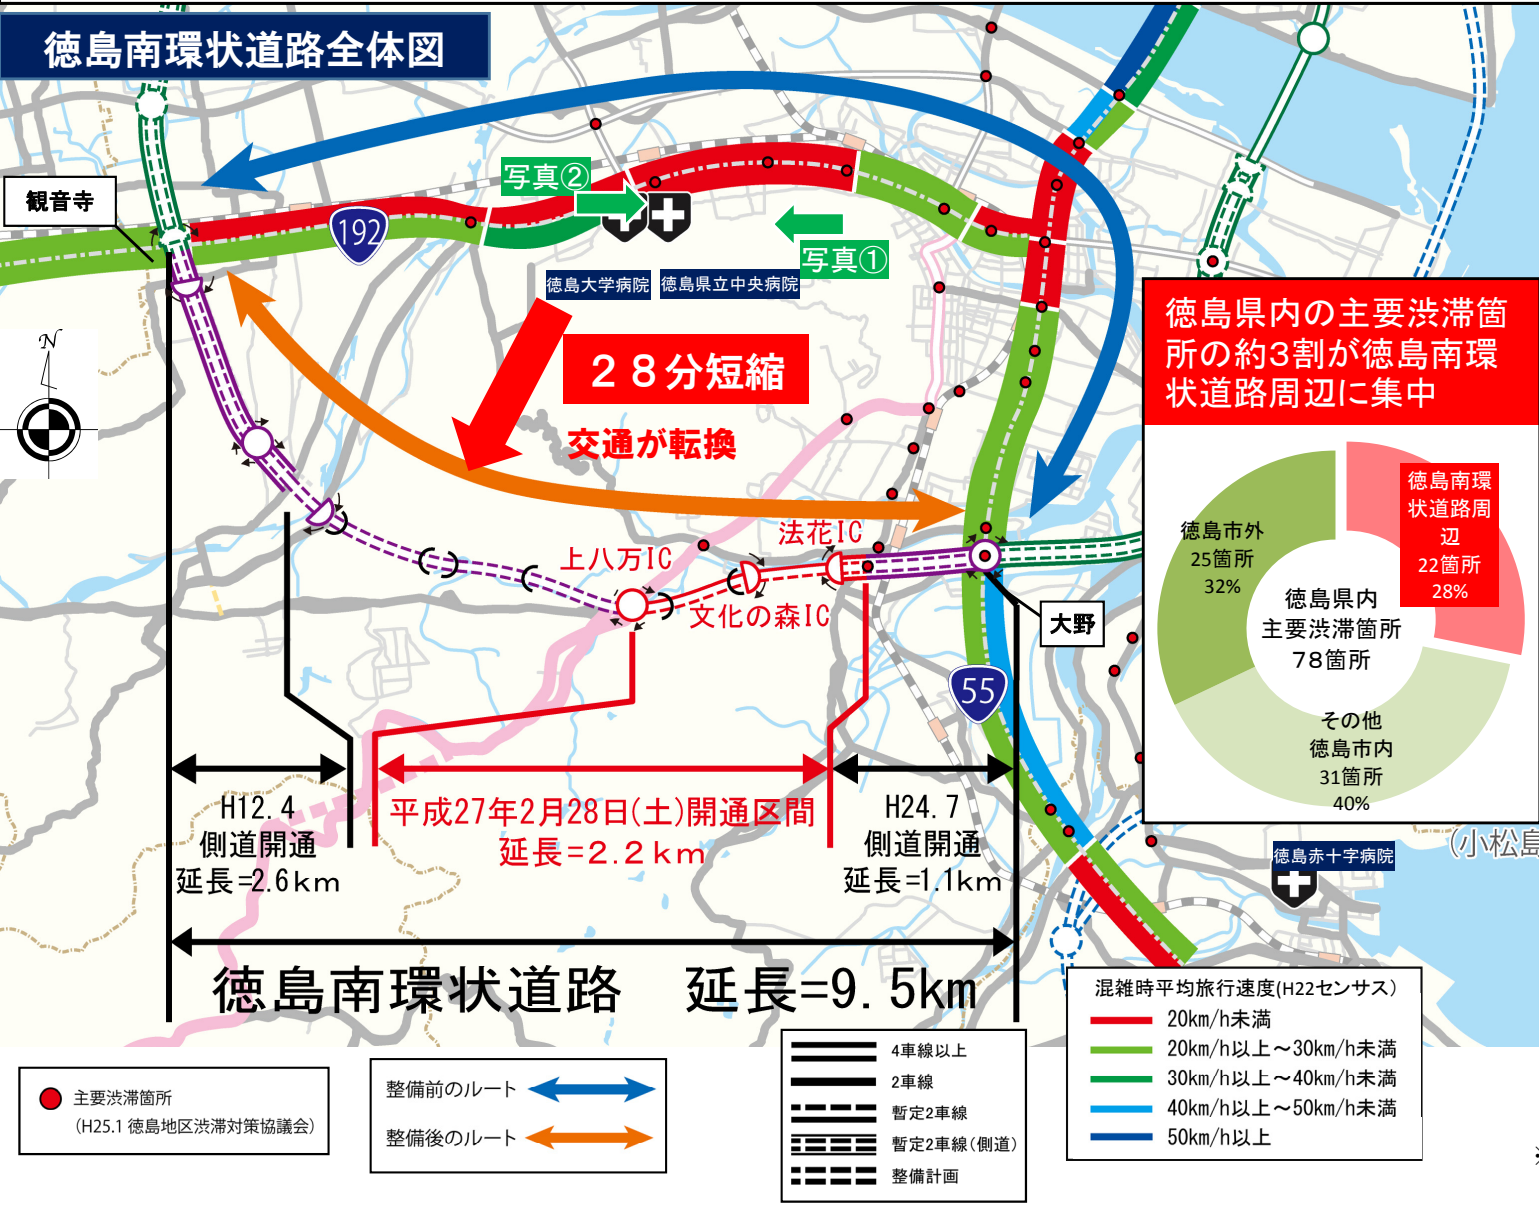 徳島南環状道路全体図
観音寺
192
写真②
写真①
徳島大学病院
徳島県立中央病院
N
28分短縮
交通が転換
上八万IC
文化の森IC
法花IC
大野
55
徳島県内の主要渋滞箇
所の約3割が徳島南環
状道路周辺に集中
徳島南環
状道路周
辺
22箇所
28%
徳島市外
25箇所
32%
徳島県内
主要渋滞箇所
78箇所
その他
徳島市内
31箇所
40%
H12.4
側道開通
延長=2.6km
平成27年2月28日(土)開通区間
延長=2.2km
H24.7
側道開通
延長=1.1km
徳島南環状道路 延長=9.5km
徳島赤十字病院
(小松島
主要渋滞箇所
(H25.1 徳島地区渋滞対策協議会)
整備前のルート
整備後のルート
4車線以上
2車線
暫定2車線
暫定2車線(側道)
整備計画
混雑時平均旅行速度(H22センサス)
20km/h未満
20km/h以上～30km/h未満
30km/h以上～40km/h未満
40km/h以上～50km/h未満
50km/h以上